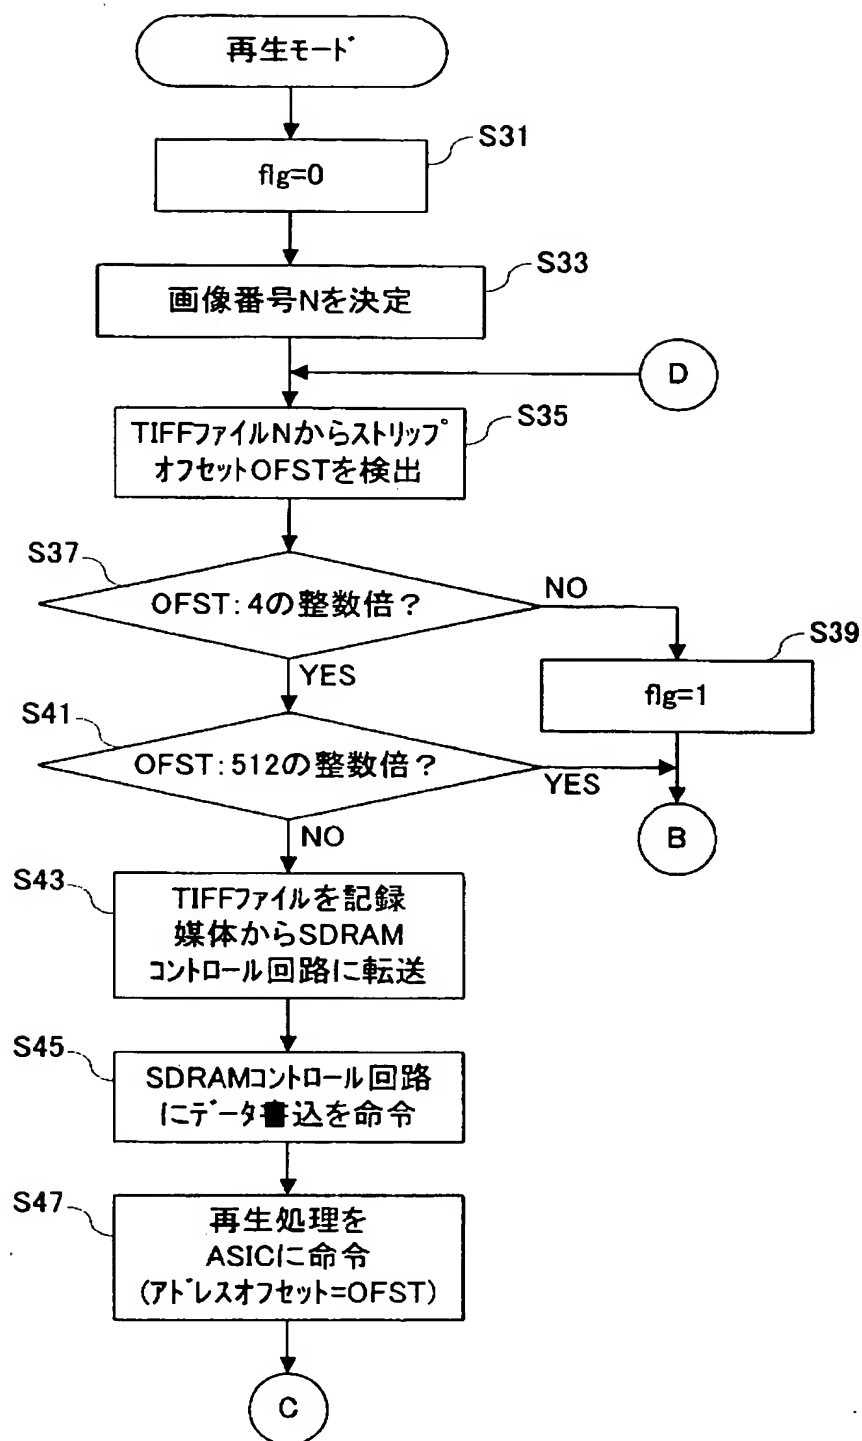 再生モード
S31
flg=0
S33
画像番号Nを決定
D
S35
TIFFファイルNからストリップ
オフセットOFSTを検出
S37
OFST:4の整数倍?
NO
YES
S39
flg=1
S41
OFST:512の整数倍?
YES
NO
B
S43
TIFFファイルを記録
媒体からSDRAM
コントロール回路に転送
S45
SDRAMコントロール回路
にデータ書込を命令
S47
再生処理を
ASICに命令
(アドレスオフセット=OFST)
C